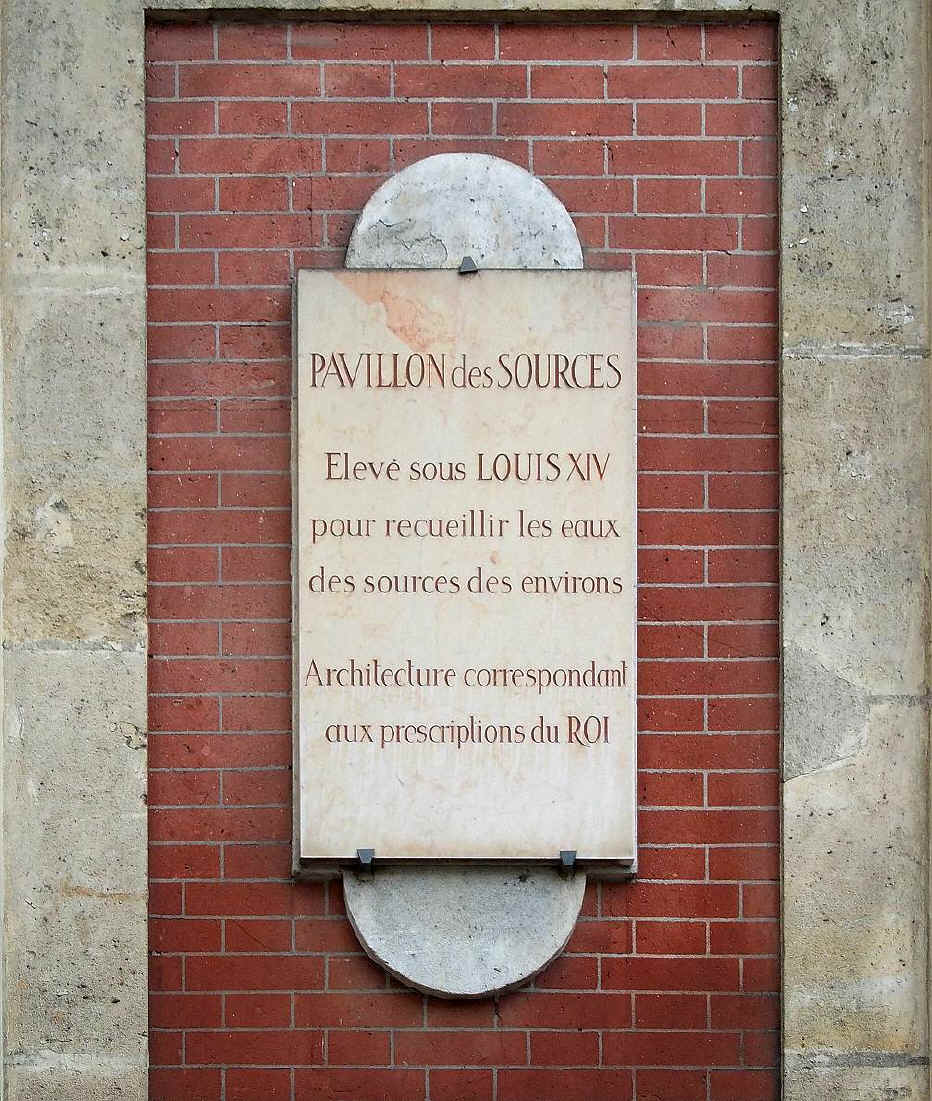 PAVILLON des SOURCES
Elevé sous LOUIS XIV
pour recueillir les eaux
des sources des environs
Architecture correspondant
aux prescriptions du ROI